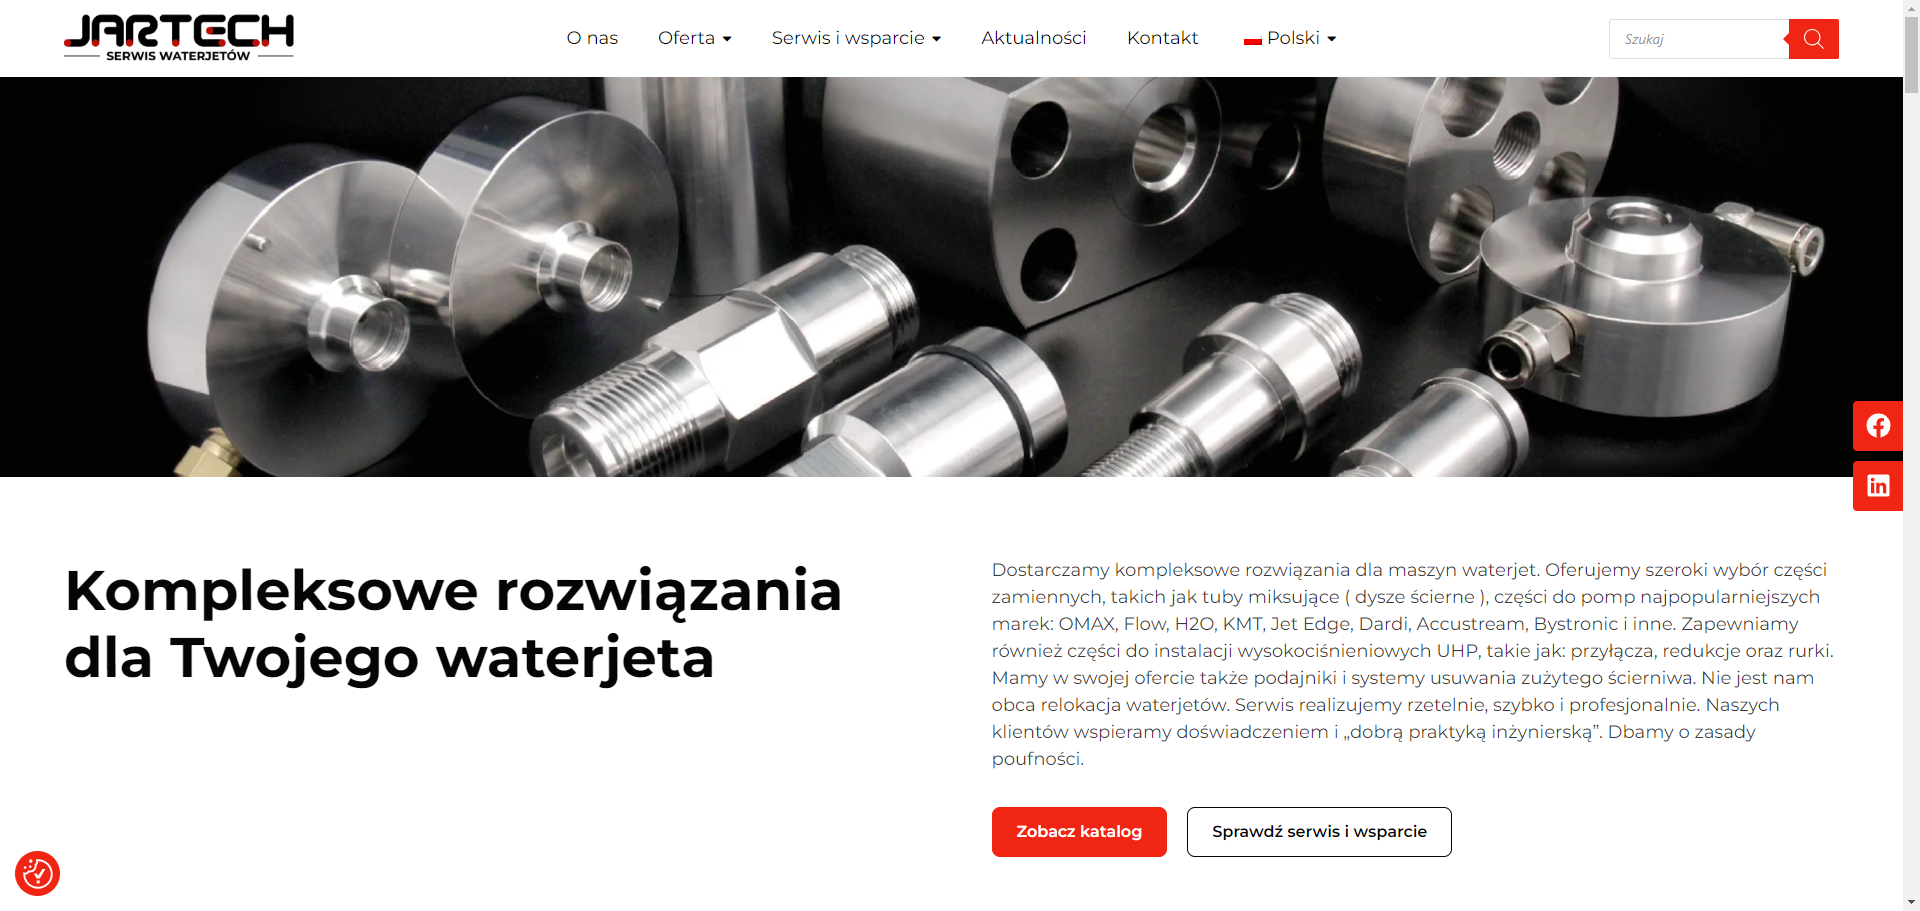 JARTECH
SERWIS WATERJETÓW
O nas
Oferta
Serwis i wsparcie
Aktualności
Kontakt
Polski
Szukaj
Kompleksowe rozwiązania
dla Twojego waterjeta
Dostarczamy kompleksowe rozwiązania dla maszyn waterjet. Oferujemy szeroki wybór części
zamiennych, takich jak tuby miksujące ( dysze ścierne ), części do pomp najpopularniejszych
marek: OMAX, Flow, H2O, KMT, Jet Edge, Dardi, Accustream, Bystronic i inne. Zapewniamy
również części do instalacji wysokociśnieniowych UHP, takie jak: przyłącza, redukcje oraz rurki.
Mamy w swojej ofercie także podajniki i systemy usuwania zużytego ścierniwa. Nie jest nam
obca relokacja waterjetów. Serwis realizujemy rzetelnie, szybko i profesjonalnie. Naszych
klientów wspieramy doświadczeniem i „dobrą praktyką inżynierską”. Dbamy o zasady
poufności.
Zobacz katalog
Sprawdź serwis i wsparcie